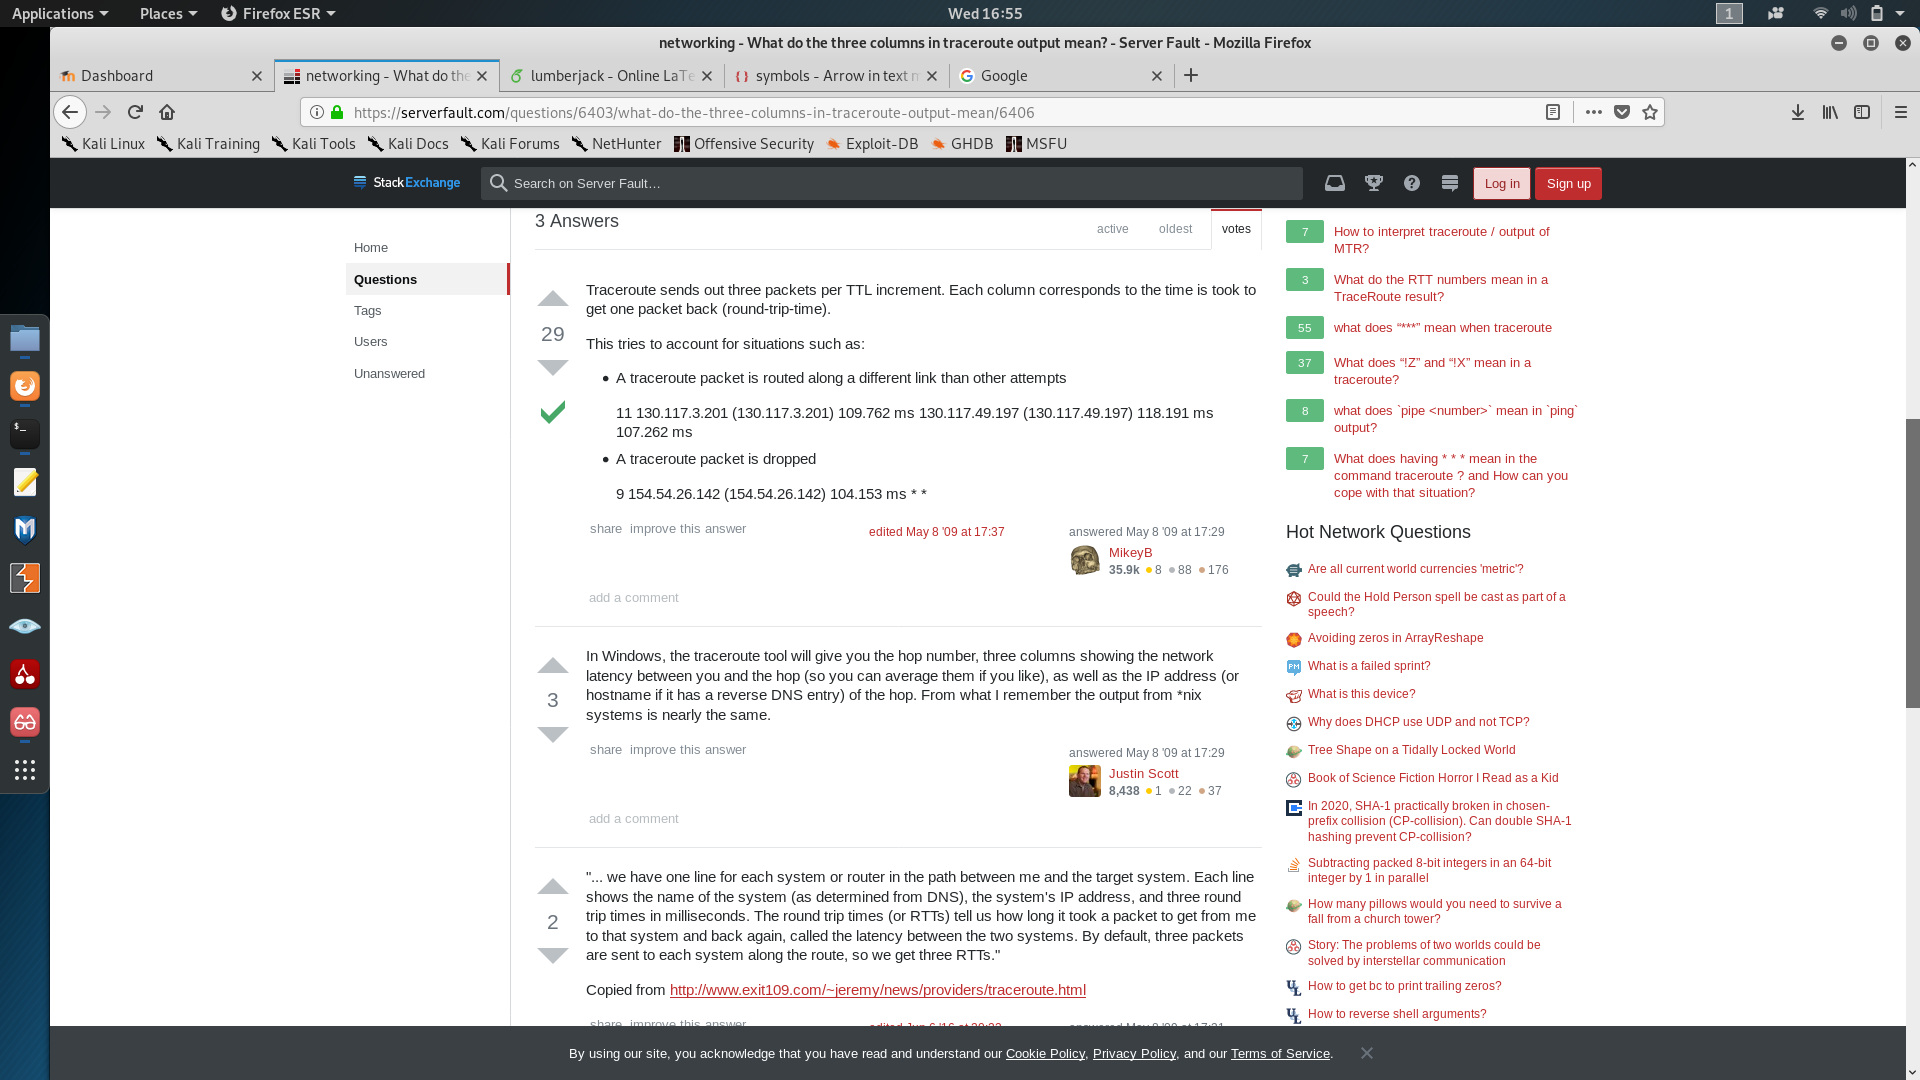 Applications
Places
Firefox ESR
Wed 16:55
1
networking - What do the three columns in traceroute output mean? - Server Fault - Mozilla Firefox
Dashboard
networking - What do the
lumberjack - Online LaTe
symbols - Arrow in text m
Google
https://serverfault.com/questions/6403/what-do-the-three-columns-in-traceroute-output-mean/6406
Kali Linux
Kali Training
Kali Tools
Kali Docs
Kali Forums
NetHunter
Offensive Security
Exploit-DB
GHDB
MSFU
StackExchange
Search on Server Fault…
Log in
Sign up
Home
Questions
Tags
Users
Unanswered
3 Answers
active
oldest
votes
29
Traceroute sends out three packets per TTL increment. Each column corresponds to the time is took to
get one packet back (round-trip-time).
This tries to account for situations such as:
• A traceroute packet is routed along a different link than other attempts
11 130.117.3.201 (130.117.3.201) 109.762 ms 130.117.49.197 (130.117.49.197) 118.191 ms
107.262 ms
• A traceroute packet is dropped
9 154.54.26.142 (154.54.26.142) 104.153 ms * *
share improve this answer
edited May 8 '09 at 17:37
answered May 8 '09 at 17:29
MikeyB
35.9k ●8 ●88 ●176
add a comment
3
In Windows, the traceroute tool will give you the hop number, three columns showing the network
latency between you and the hop (so you can average them if you like), as well as the IP address (or
hostname if it has a reverse DNS entry) of the hop. From what I remember the output from *nix
systems is nearly the same.
share improve this answer
answered May 8 '09 at 17:29
Justin Scott
8,438 ●1 ●22 ●37
add a comment
2
"... we have one line for each system or router in the path between me and the target system. Each line
shows the name of the system (as determined from DNS), the system's IP address, and three round
trip times in milliseconds. The round trip times (or RTTs) tell us how long it took a packet to get from me
to that system and back again, called the latency between the two systems. By default, three packets
are sent to each system along the route, so we get three RTTs."
Copied from http://www.exit109.com/~jeremy/news/providers/traceroute.html
share improve this answer
7
How to interpret traceroute / output of
MTR?
3
What do the RTT numbers mean in a
TraceRoute result?
55
what does “***” mean when traceroute
37
What does “!Z” and “!X” mean in a
traceroute?
8
what does `pipe <number>` mean in `ping`
output?
7
What does having * * * mean in the
command traceroute ? and How can you
cope with that situation?
Hot Network Questions
Are all current world currencies 'metric'?
Could the Hold Person spell be cast as part of a
speech?
Avoiding zeros in ArrayReshape
PM
What is a failed sprint?
What is this device?
Why does DHCP use UDP and not TCP?
Tree Shape on a Tidally Locked World
Book of Science Fiction Horror I Read as a Kid
In 2020, SHA-1 practically broken in chosen-
prefix collision (CP-collision). Can double SHA-1
hashing prevent CP-collision?
Subtracting packed 8-bit integers in an 64-bit
integer by 1 in parallel
How many pillows would you need to survive a
fall from a church tower?
Story: The problems of two worlds could be
solved by interstellar communication
How to get bc to print trailing zeros?
How to reverse shell arguments?
By using our site, you acknowledge that you have read and understand our Cookie Policy, Privacy Policy, and our Terms of Service.